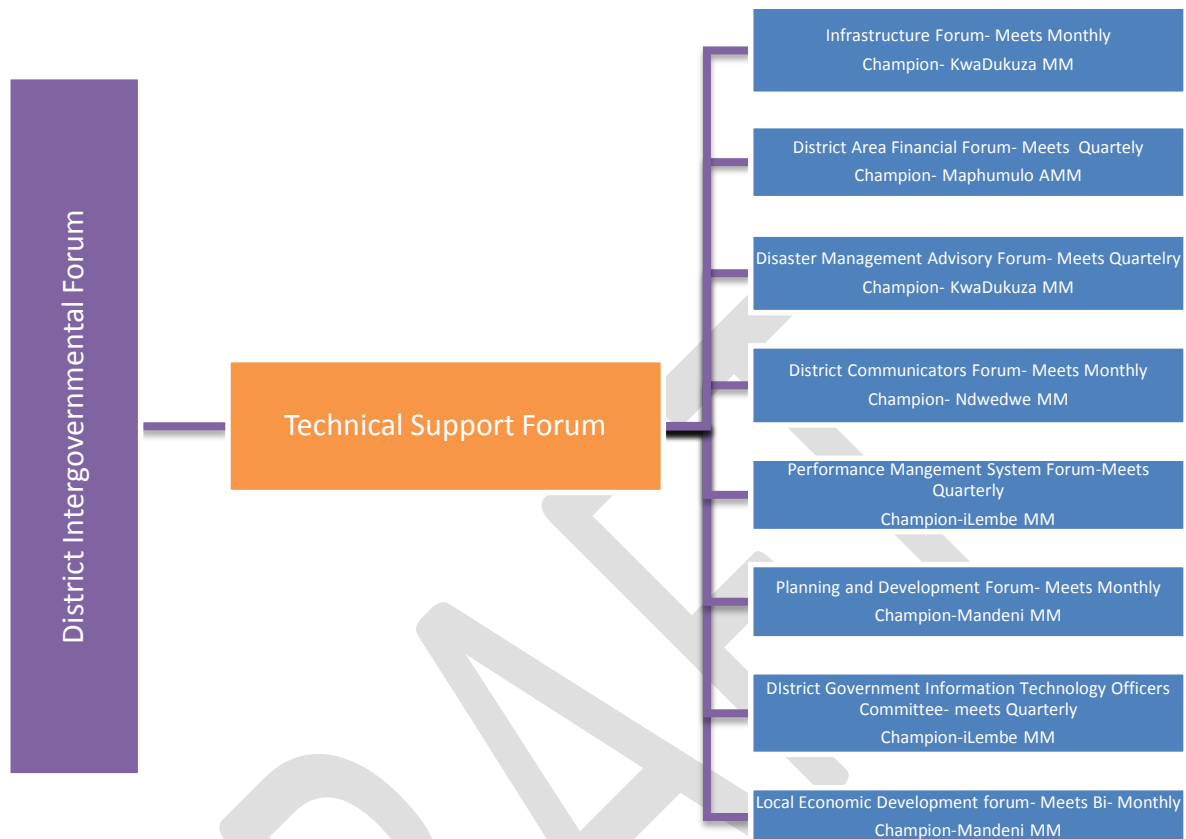 District Intergovernmental Forum
Technical Support Forum
Infrastructure Forum- Meets Monthly
Champion- KwaDukuza MM
District Area Financial Forum- Meets Quartely
Champion- Maphumulo AMM
Disaster Management Advisory Forum- Meets Quartelry
Champion- KwaDukuza MM
District Communicators Forum- Meets Monthly
Champion- Ndwedwe MM
Performance Mangement System Forum-Meets
Quarterly
Champion-iLembe MM
Planning and Development Forum- Meets Monthly
Champion-Mandeni MM
DIstrict Government Information Technology Officers
Committee- meets Quarterly
Champion-iLembe MM
Local Economic Development forum- Meets Bi- Monthly
Champion-Mandeni MM